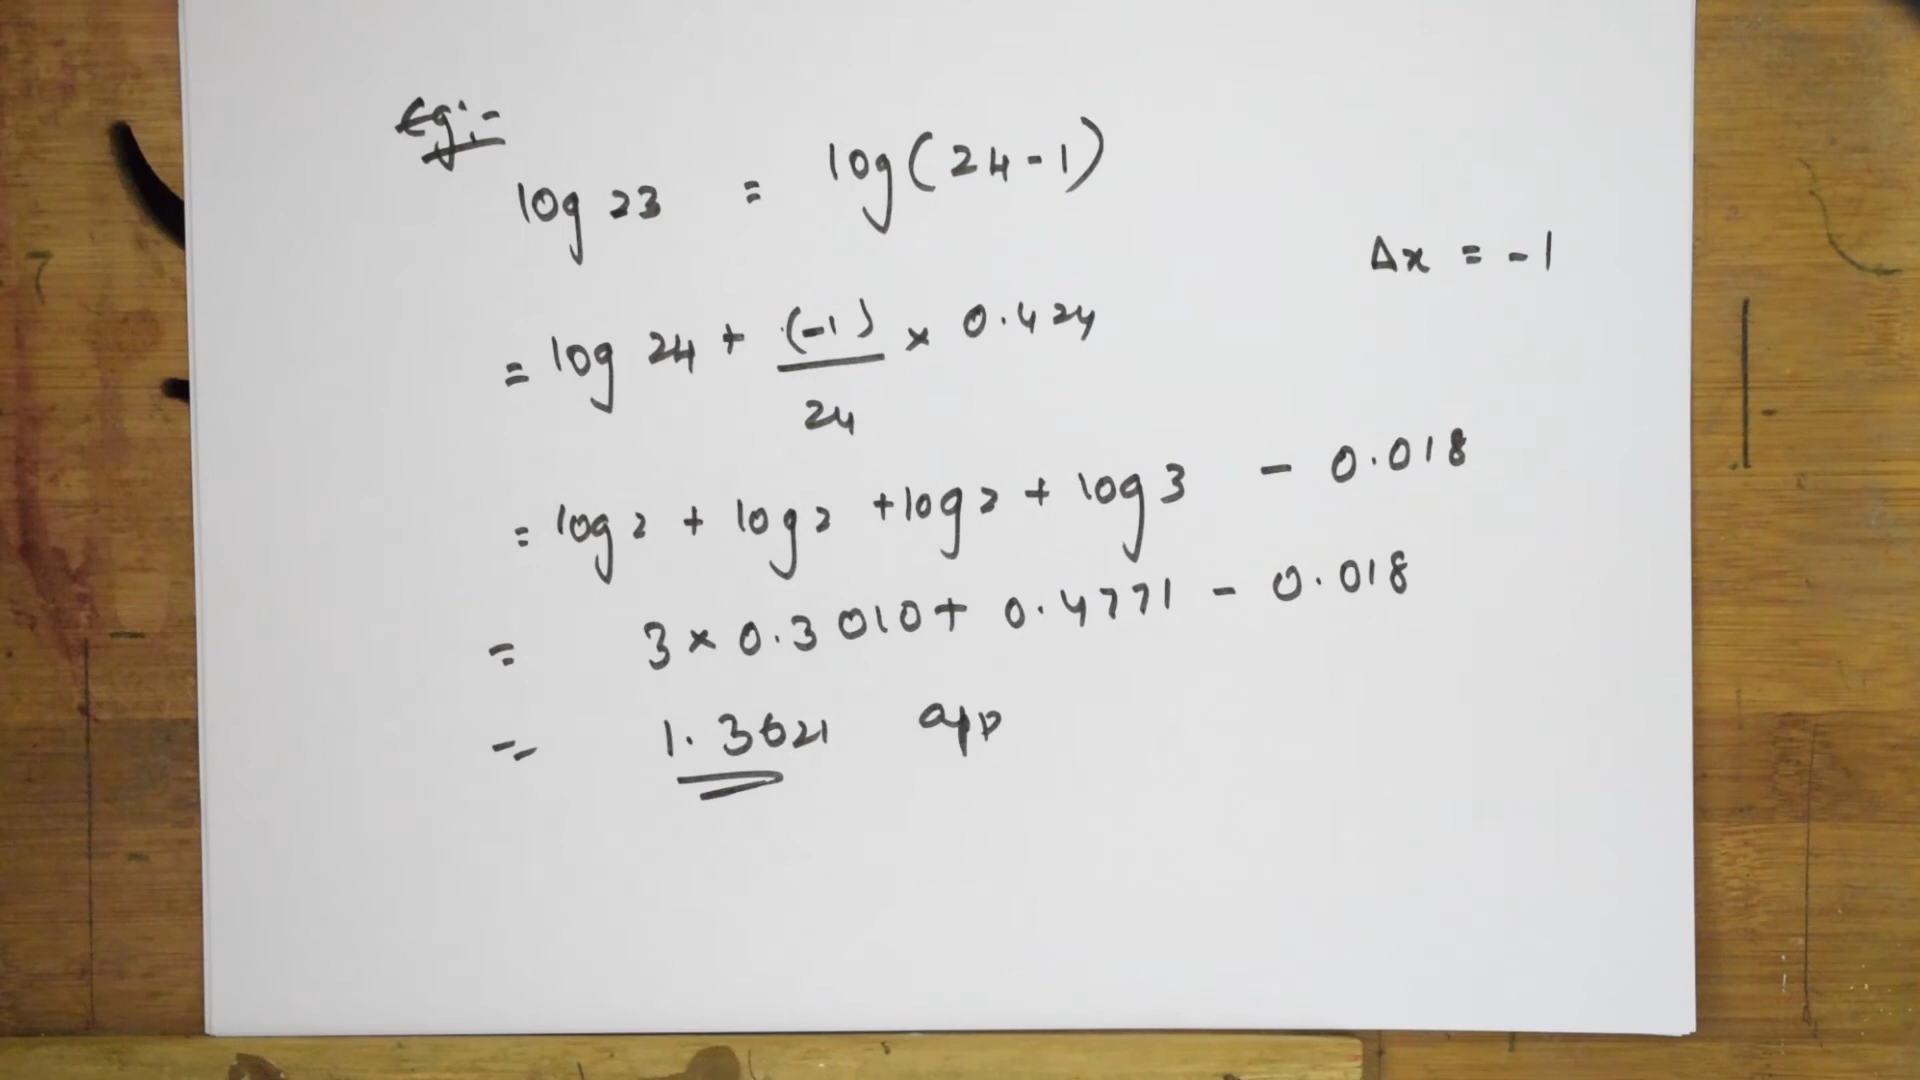 Eg:-
log 23 = log(24-1)
Δx = -1
= log 24 + (-1)/24 × 0.424
= log 2 + log 2 + log 2 + log 3 - 0.018
= 3 × 0.3010 + 0.4771 - 0.018
= 1.3621 app